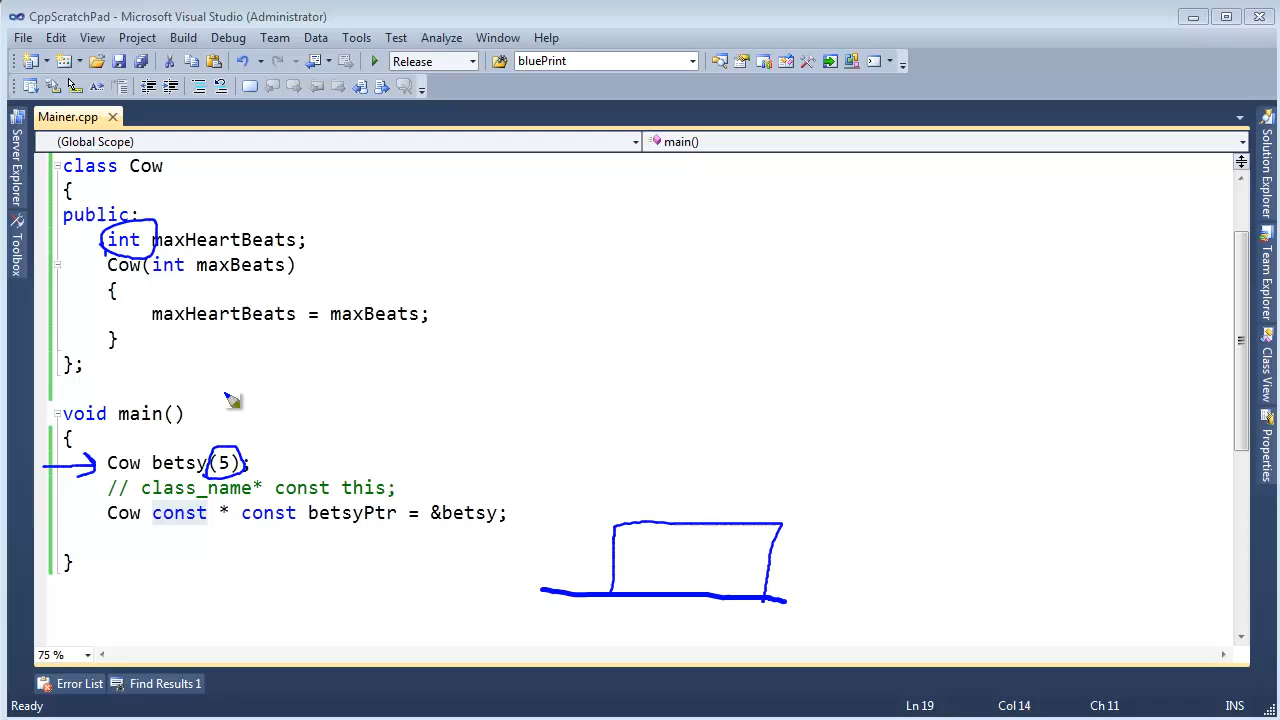 CppScratchPad - Microsoft Visual Studio (Administrator)
File Edit View Project Build Debug Team Data Tools Test Analyze Window Help
Release bluePrint
Mainer.cpp
(Global Scope) main()
class Cow
{
public:
int maxHeartBeats;
Cow(int maxBeats)
{
maxHeartBeats = maxBeats;
}
};
void main()
{
Cow betsy(5);
// class_name* const this;
Cow const * const betsyPtr = &betsy;
}
75 %
Error List Find Results 1
Ready Ln 19 Col 14 Ch 11 INS
Server Explorer
Toolbox
Solution Explorer
Team Explorer
Class View
Properties